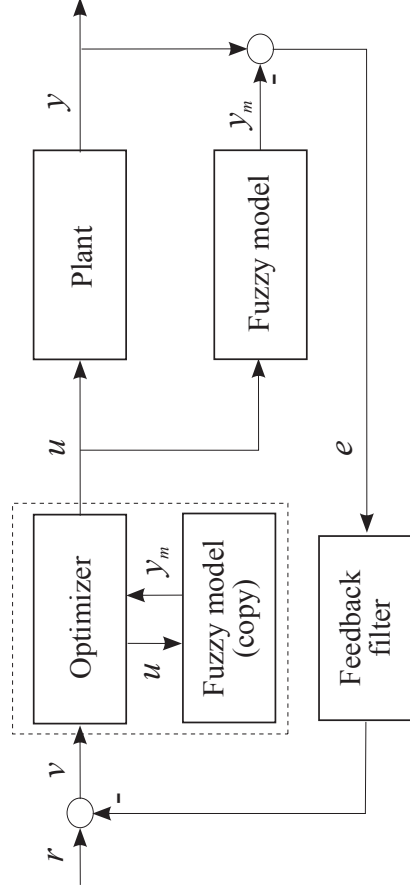 r
v
-
Optimizer
u
y_m
Fuzzy model
(copy)
u
Plant
y
Fuzzy model
y_m
-
e
Feedback
filter